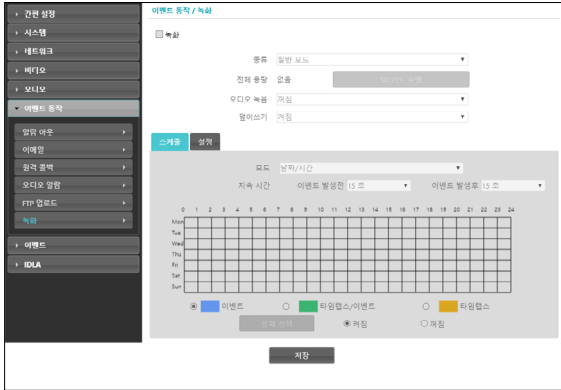 간편 설정
시스템
네트워크
비디오
오디오
이벤트 동작
알람 아웃
이메일
원격 콜백
오디오 알람
FTP 업로드
녹화
이벤트
IDLA
이벤트 동작 / 녹화
녹화
종류 일반 모드
전체 용량 없음
오디오 녹음 꺼짐
덮어쓰기 켜짐
스케줄 설정
모드 날짜/시간
지속 시간 이벤트 발생전 15 초 이벤트 발생후 15 초
0 1 2 3 4 5 6 7 8 9 10 11 12 13 14 15 16 17 18 19 20 21 22 23 24
Mon
Tue
Wed
Thu
Fri
Sat
Sun
이벤트 타임랩스/이벤트 타임랩스
전체 선택 켜짐 꺼짐
저장